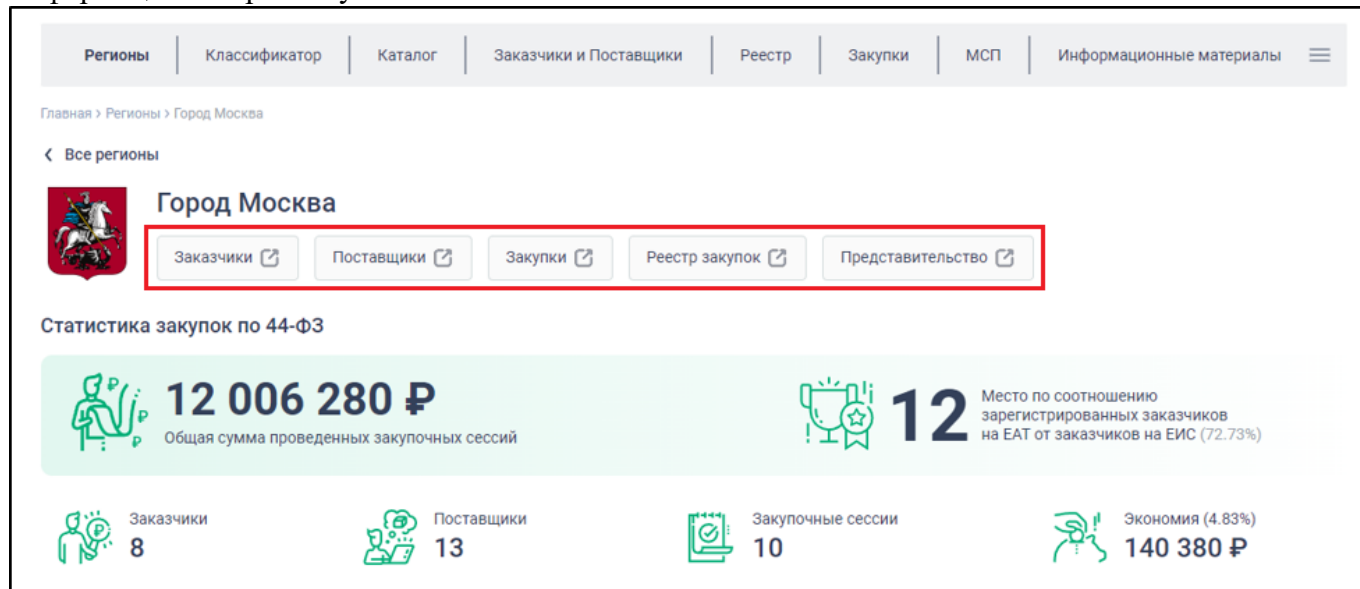 Регионы Классификатор Каталог Заказчики и Поставщики Реестр Закупки МСП Информационные материалы
Главная > Регионы > Город Москва
Все регионы
Город Москва
Заказчики Поставщики Закупки Реестр закупок Представительство
Статистика закупок по 44-ФЗ
12 006 280 ₽
Общая сумма проведенных закупочных сессий
12
Место по соотношению
зарегистрированных заказчиков
на ЕАТ от заказчиков на ЕИС (72.73%)
Заказчики
8
Поставщики
13
Закупочные сессии
10
Экономия (4.83%)
140 380 ₽